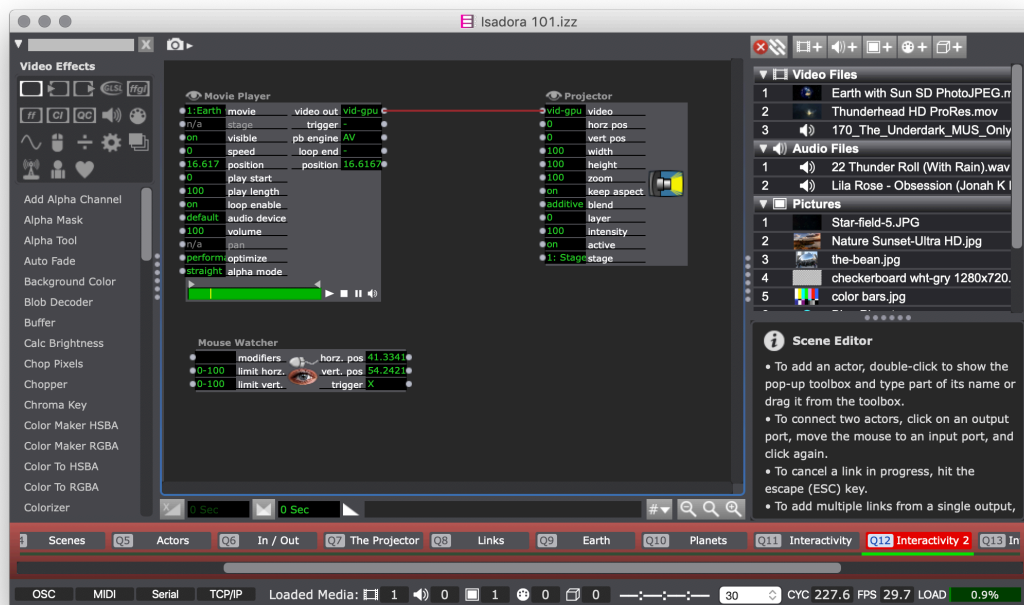 Isadora 101.izz
X
Video Effects
GLSL
ffgl
ff
CI
QC
Add Alpha Channel
Alpha Mask
Alpha Tool
Auto Fade
Background Color
Blob Decoder
Buffer
Calc Brightness
Chop Pixels
Chopper
Chroma Key
Color Maker HSBA
Color Maker RGBA
Color To HSBA
Color To RGBA
Colorizer
Movie Player
1:Earth movie video out vid-gpu
n/a stage trigger -
on visible pb engine AV
0 speed loop end -
16.617 position position 16.6167
0 play start
100 play length
on loop enable
default audio device
100 volume
n/a pan
performa optimize
straight alpha mode
Projector
vid-gpu video
0 horz pos
0 vert pos
100 width
100 height
100 zoom
on keep aspect
additive blend
0 layer
100 intensity
on active
1: Stage stage
Mouse Watcher
modifiers horz. pos 41.3341
0-100 limit horz. vert. pos 54.2421
0-100 limit vert. trigger X
0 Sec
0 Sec
#
Video Files
1 Earth with Sun SD PhotoJPEG.m
2 Thunderhead HD ProRes.mov
3 170_The_Underdark_MUS_Only
Audio Files
1 22 Thunder Roll (With Rain).wav
2 Lila Rose - Obsession (Jonah K
Pictures
1 Star-field-5.JPG
2 Nature Sunset-Ultra HD.jpg
3 the-bean.jpg
4 checkerboard wht-gry 1280x720.
5 color bars.jpg
Scene Editor
• To add an actor, double-click to show the
pop-up toolbox and type part of its name or
drag it from the toolbox.
• To connect two actors, click on an output
port, move the mouse to an input port, and
click again.
• To cancel a link in progress, hit the
escape (ESC) key.
• To add multiple links from a single output,
Scenes Q5 Actors Q6 In / Out Q7 The Projector Q8 Links Q9 Earth Q10 Planets Q11 Interactivity Q12 Interactivity 2 Q13 In
OSC MIDI Serial TCP/IP Loaded Media: 1 0 1 0 0 30 CYC 227.6 FPS 29.7 LOAD 0.9%